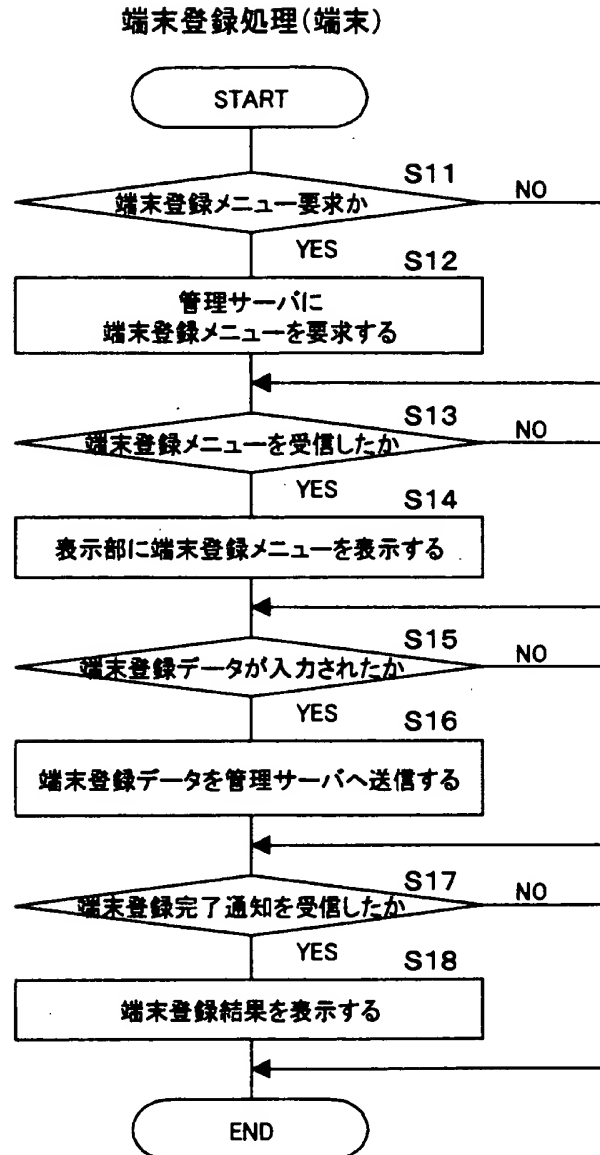 端末登録処理(端末)
START
S11
端末登録メニュー要求か
NO
YES
S12
管理サーバに
端末登録メニューを要求する
S13
端末登録メニューを受信したか
NO
YES
S14
表示部に端末登録メニューを表示する
S15
端末登録データが入力されたか
NO
YES
S16
端末登録データを管理サーバへ送信する
S17
端末登録完了通知を受信したか
NO
YES
S18
端末登録結果を表示する
END